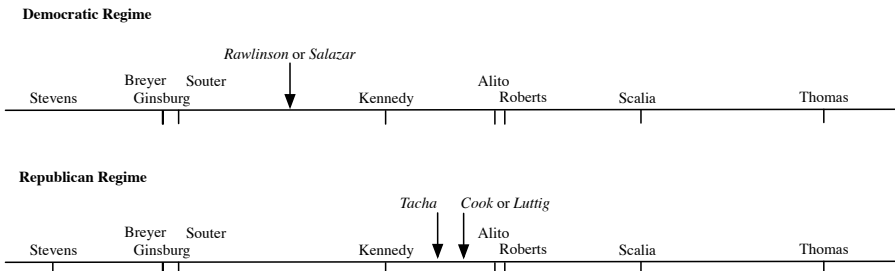 Democratic Regime
Rawlinson or Salazar
Breyer Souter Alito
Stevens Ginsburg Kennedy Roberts Scalia Thomas
Republican Regime
Tacha Cook or Luttig
Breyer Souter Alito
Stevens Ginsburg Kennedy Roberts Scalia Thomas